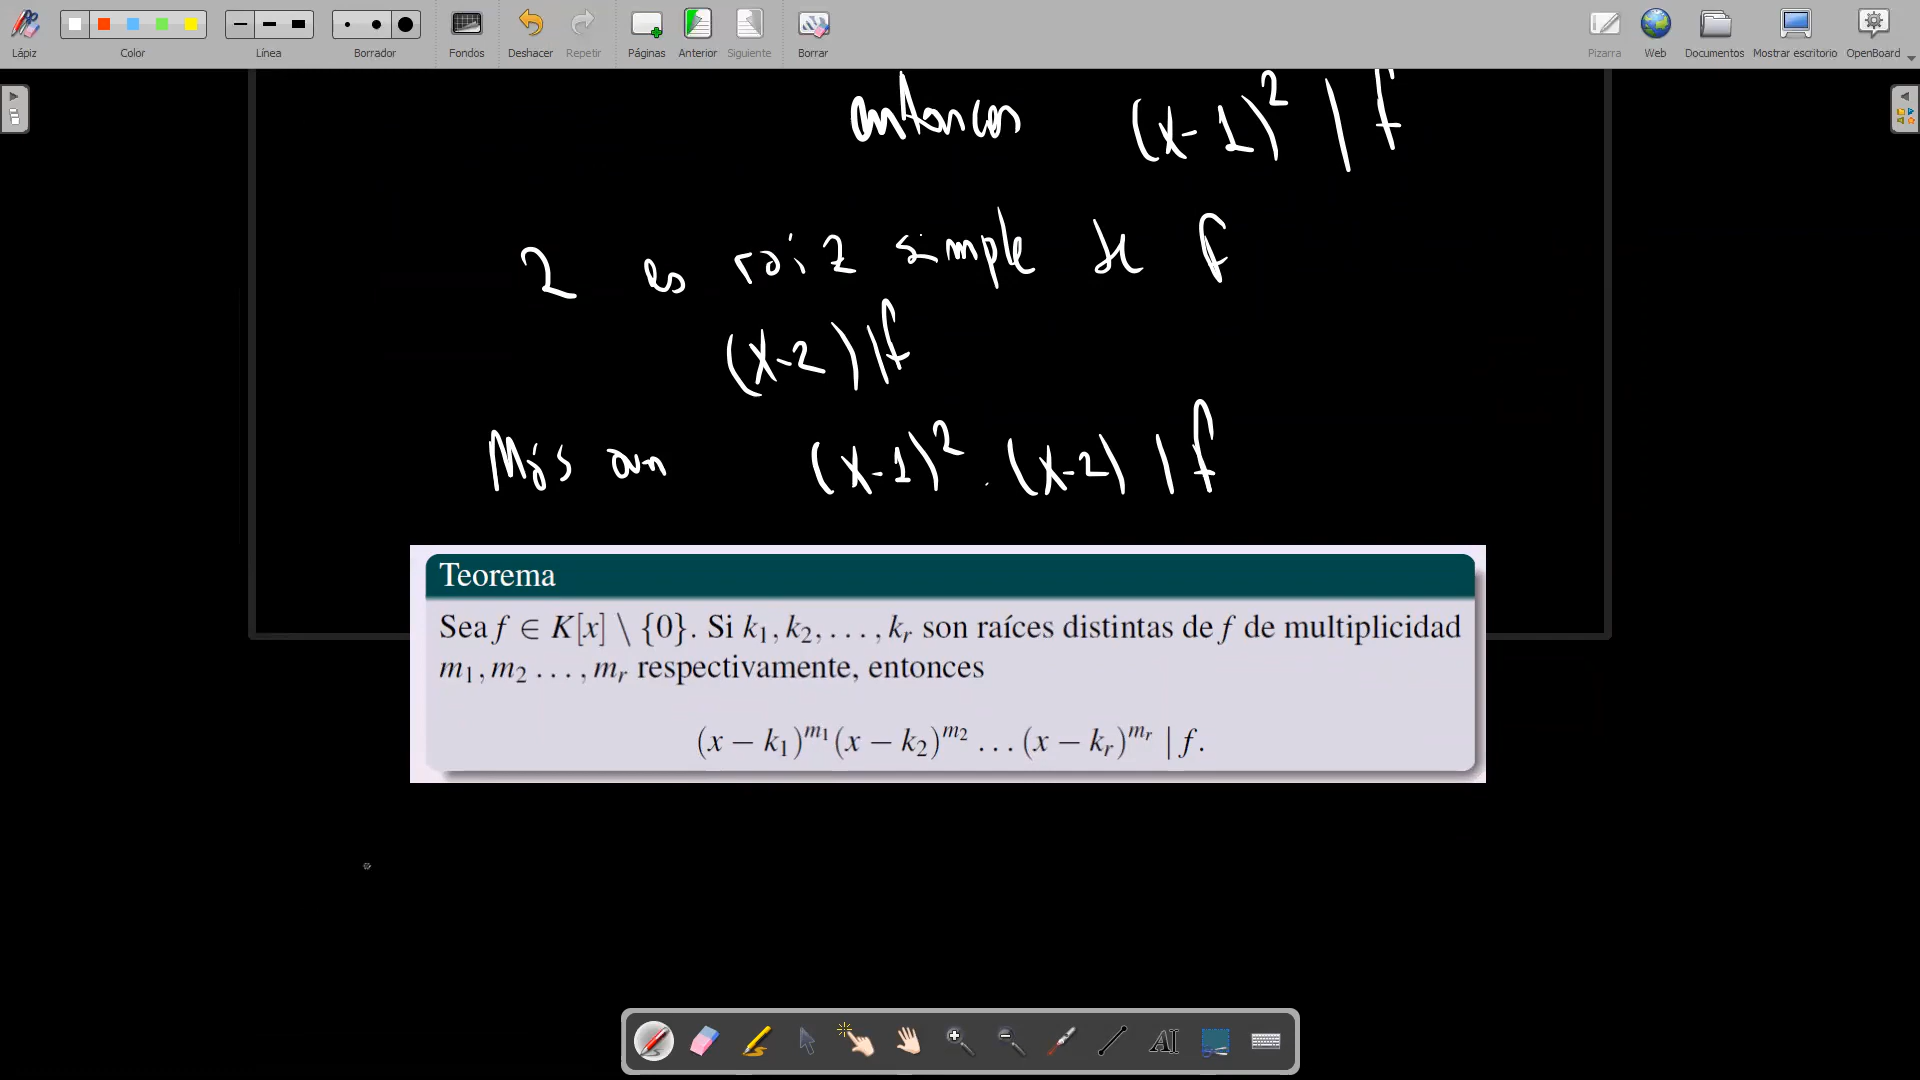 Lápiz Color Línea Borrador Fondos Deshacer Repetir Páginas Anterior Siguiente Borrar Pizarra Web Documentos Mostrar escritorio OpenBoard
entonces (x-1)² | f
2 es raíz simple de f
(x-2) | f
Más aun (x-1)² . (x-2) | f
Teorema
Sea f ∈ K[x] \ {0}. Si k₁, k₂, . . . , kᵣ son raíces distintas de f de multiplicidad
m₁, m₂ . . . , mᵣ respectivamente, entonces
(x − k₁)^m₁ (x − k₂)^m₂ . . . (x − kᵣ)^mᵣ | f.
AI